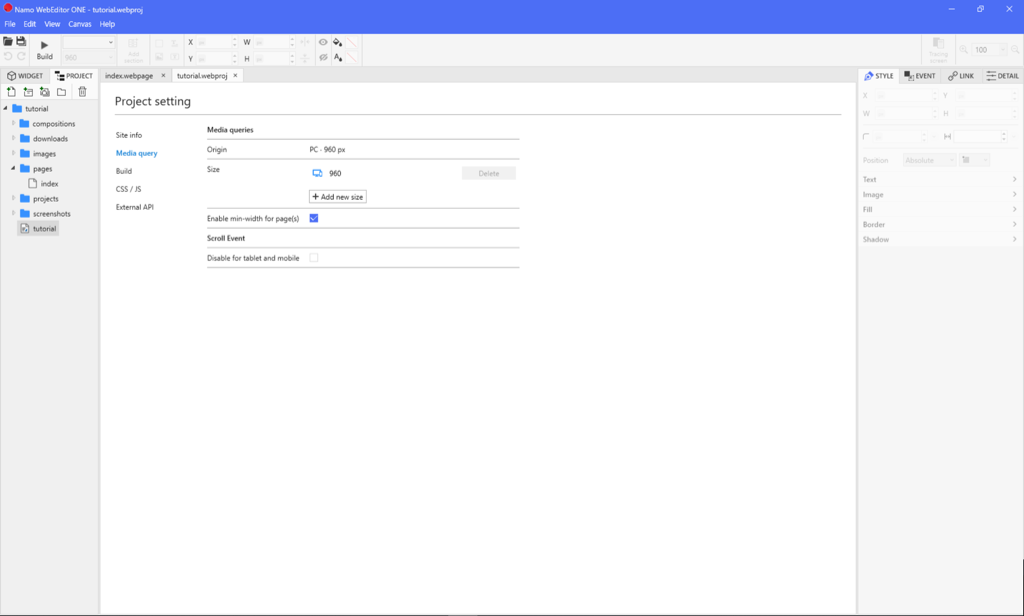 Namo WebEditor ONE - tutorial.webproj
File Edit View Canvas Help
Build
960
Add section
X W
Y H
Tracing screen
100
WIDGET PROJECT
index.webpage × tutorial.webproj ×
STYLE EVENT LINK DETAIL
tutorial
compositions
downloads
images
pages
index
projects
screenshots
tutorial
Project setting
Site info
Media query
Build
CSS / JS
External API
Media queries
Origin PC - 960 px
Size 960 Delete
+ Add new size
Enable min-width for page(s)
Scroll Event
Disable for tablet and mobile
X Y
W H
Position Absolute
Text
Image
Fill
Border
Shadow